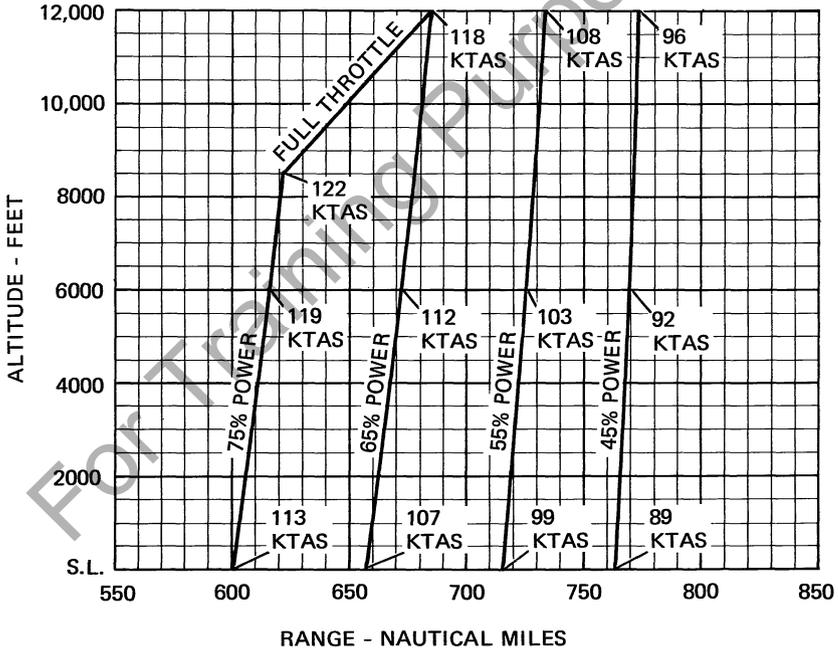 12,000
10,000
8000
6000
4000
2000
S.L.
ALTITUDE - FEET
FULL THROTTLE
118
KTAS
108
KTAS
96
KTAS
122
KTAS
119
KTAS
112
KTAS
103
KTAS
92
KTAS
75% POWER
65% POWER
55% POWER
45% POWER
113
KTAS
107
KTAS
99
KTAS
89
KTAS
550 600 650 700 750 800 850
RANGE - NAUTICAL MILES
For Training Purpo